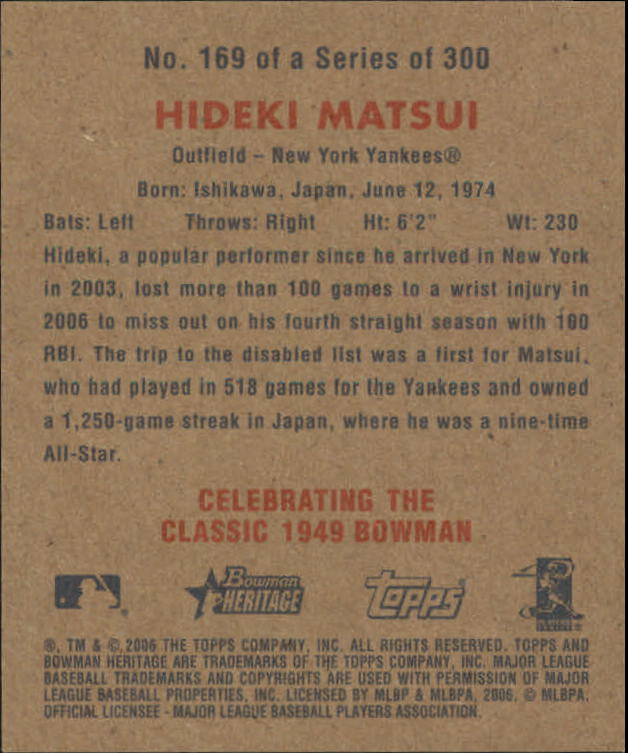 No. 169 of a Series of 300
HIDEKI MATSUI
Outfield – New York Yankees®
Born: Ishikawa, Japan, June 12, 1974
Bats: Left Throws: Right Ht: 6'2" Wt: 230
Hideki, a popular performer since he arrived in New York
in 2003, lost more than 100 games to a wrist injury in
2006 to miss out on his fourth straight season with 100
RBI. The trip to the disabled list was a first for Matsui,
who had played in 518 games for the Yankees and owned
a 1,250-game streak in Japan, where he was a nine-time
All-Star.
CELEBRATING THE
CLASSIC 1949 BOWMAN
Bowman
HERITAGE
topps
®, TM & © 2006 THE TOPPS COMPANY, INC. ALL RIGHTS RESERVED. TOPPS AND
BOWMAN HERITAGE ARE TRADEMARKS OF THE TOPPS COMPANY, INC. MAJOR LEAGUE
BASEBALL TRADEMARKS AND COPYRIGHTS ARE USED WITH PERMISSION OF MAJOR
LEAGUE BASEBALL PROPERTIES, INC. LICENSED BY MLBP & MLBPA, 2006. © MLBPA,
OFFICIAL LICENSEE - MAJOR LEAGUE BASEBALL PLAYERS ASSOCIATION.